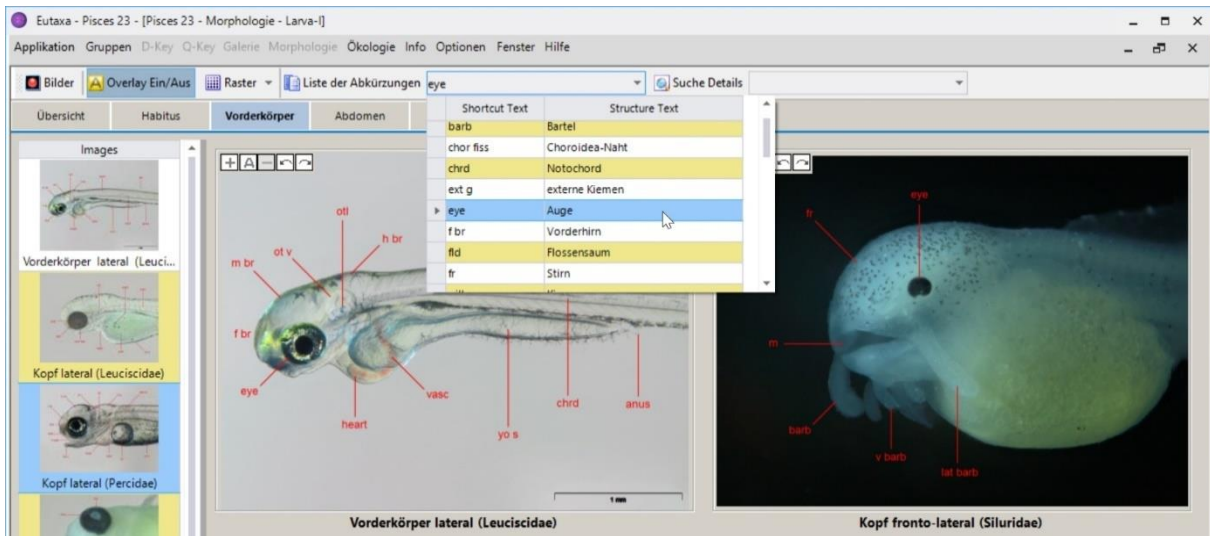 Eutaxa - Pisces 23 - [Pisces 23 - Morphologie - Larva-I]
Applikation Gruppen D-Key Q-Key Galerie Morphologie Ökologie Info Optionen Fenster Hilfe
Bilder Overlay Ein/Aus Raster Liste der Abkürzungen eye Suche Details
Übersicht Habitus Vorderkörper Abdomen
Shortcut Text Structure Text
barb Bartel
chor fiss Choroidea-Naht
chrd Notochord
ext g externe Kiemen
eye Auge
f br Vorderhirn
fld Flossensaum
fr Stirn
Images
Vorderkörper lateral (Leuci...
Kopf lateral (Leuciscidae)
Kopf lateral (Percidae)
A
otl
h br
ot v
m br
f br
eye
heart
vasc
yo s
chrd
anus
1 mm
Vorderkörper lateral (Leuciscidae)
eye
fr
m
barb
v barb
lat barb
Kopf fronto-lateral (Siluridae)